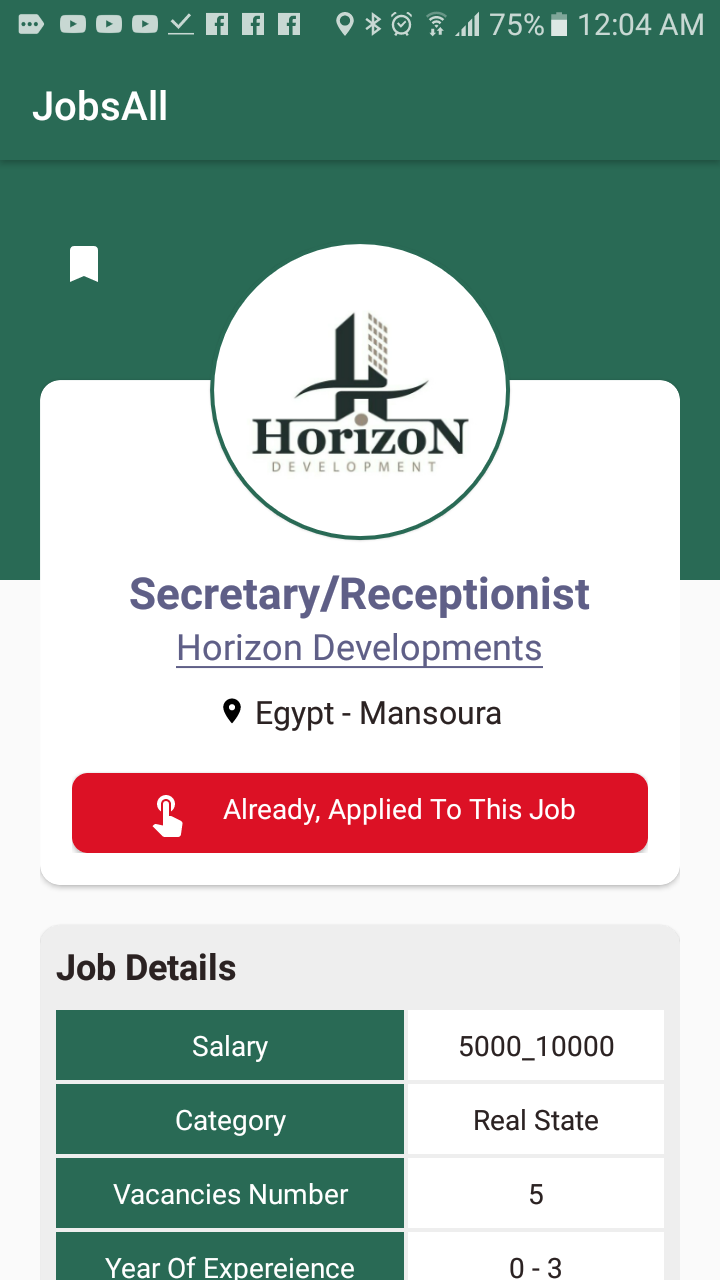 75% 12:04 AM
JobsAll
HorizoN
DEVELOPMENT
Secretary/Receptionist
Horizon Developments
Egypt - Mansoura
Already, Applied To This Job
Job Details
Salary 5000_10000
Category Real State
Vacancies Number 5
Year Of Expereience 0 - 3